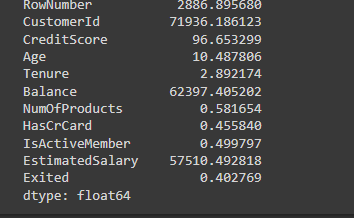 RowNumber 2886.895680
CustomerId 71936.186123
CreditScore 96.653299
Age 10.487806
Tenure 2.892174
Balance 62397.405202
NumOfProducts 0.581654
HasCrCard 0.455840
IsActiveMember 0.499797
EstimatedSalary 57510.492818
Exited 0.402769
dtype: float64